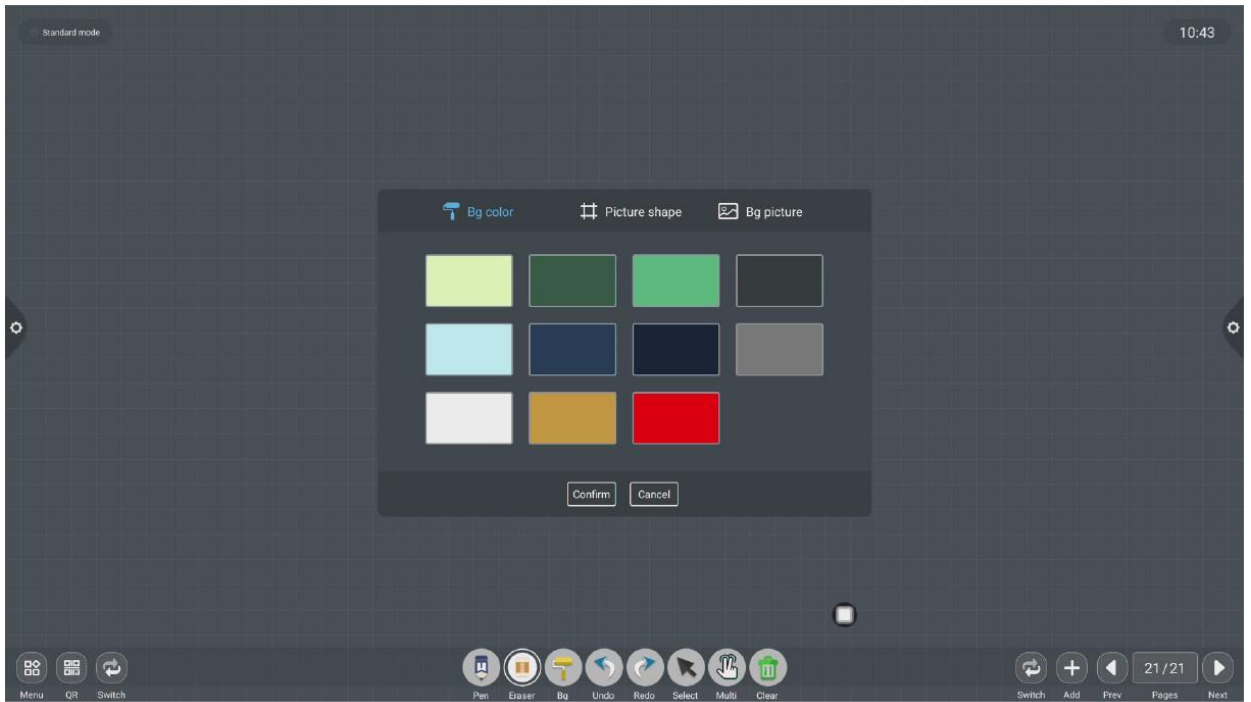 Standard mode
10:43
Bg color Picture shape Bg picture
Confirm Cancel
21/21
Menu QR Switch Pen Eraser Bg Undo Redo Select Multi Clear Switch Add Prev Pages Next